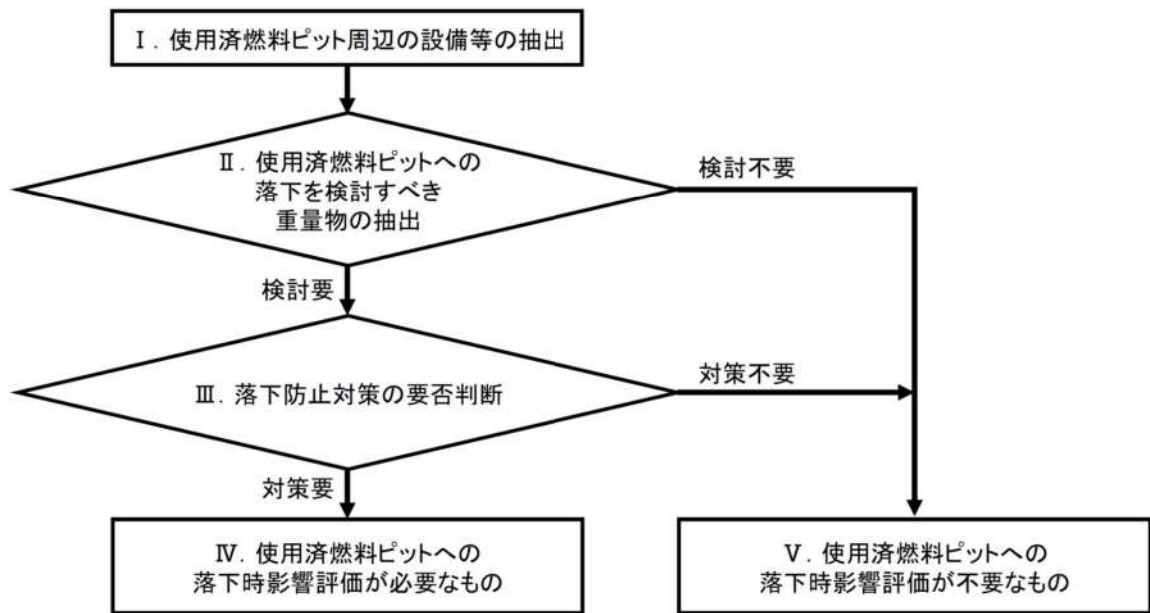 Ⅰ. 使用済燃料ピット周辺の設備等の抽出
Ⅱ. 使用済燃料ピットへの
落下を検討すべき
重量物の抽出
検討不要
検討要
Ⅲ. 落下防止対策の要否判断
対策不要
対策要
Ⅳ. 使用済燃料ピットへの
落下時影響評価が必要なもの
Ⅴ. 使用済燃料ピットへの
落下時影響評価が不要なもの